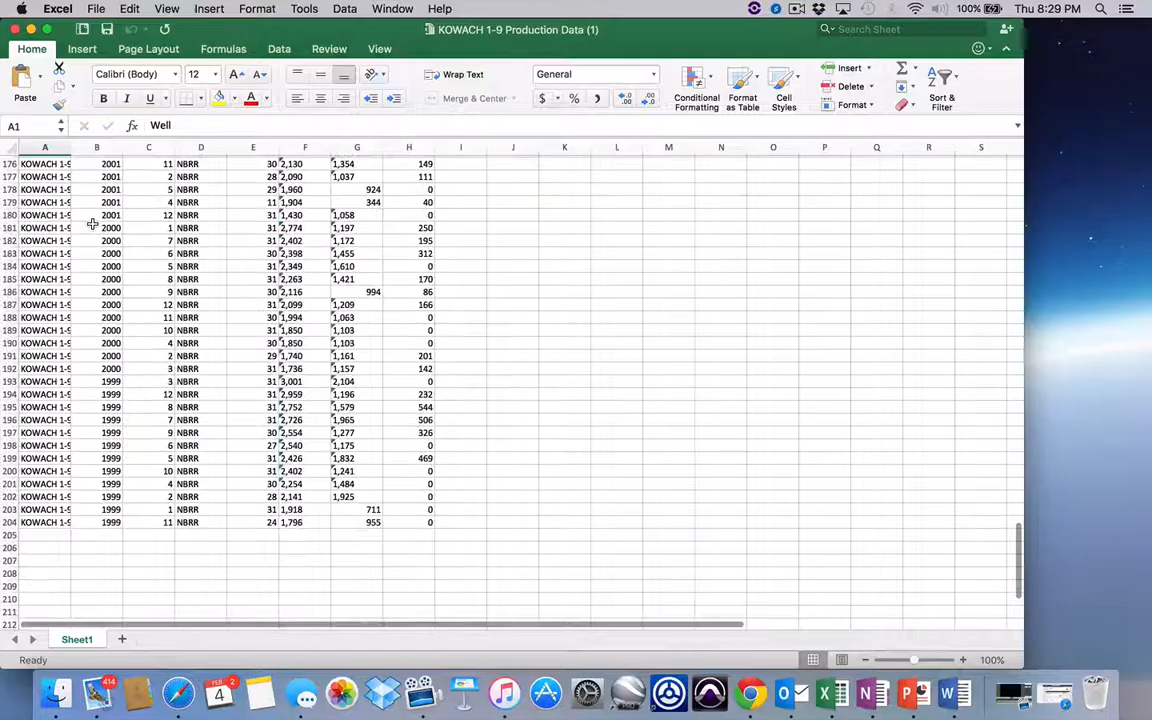 Excel File Edit View Insert Format Tools Data Window Help 100% Thu 8:29 PM
KOWACH 1-9 Production Data (1) Search Sheet
Home Insert Page Layout Formulas Data Review View
Paste Calibri (Body) 12 A A Wrap Text General Conditional Formatting Format as Table Cell Styles Insert Delete Format Sort & Filter
B I U A Merge & Center $ % ,
A1 fx Well
A B C D E F G H I J K L M N O P Q R S
176 KOWACH 1-9 2001 11 NBRR 30 2,130 1,354 149
177 KOWACH 1-9 2001 2 NBRR 28 2,090 1,037 111
178 KOWACH 1-9 2001 5 NBRR 29 1,960 924 0
179 KOWACH 1-9 2001 4 NBRR 11 1,904 344 40
180 KOWACH 1-9 2001 12 NBRR 31 1,430 1,058 0
181 KOWACH 1-9 2000 1 NBRR 31 2,774 1,197 250
182 KOWACH 1-9 2000 7 NBRR 31 2,402 1,172 195
183 KOWACH 1-9 2000 6 NBRR 30 2,398 1,455 312
184 KOWACH 1-9 2000 5 NBRR 31 2,349 1,610 0
185 KOWACH 1-9 2000 8 NBRR 31 2,263 1,421 170
186 KOWACH 1-9 2000 9 NBRR 30 2,116 994 86
187 KOWACH 1-9 2000 12 NBRR 31 2,099 1,209 166
188 KOWACH 1-9 2000 11 NBRR 30 1,994 1,063 0
189 KOWACH 1-9 2000 10 NBRR 31 1,850 1,103 0
190 KOWACH 1-9 2000 4 NBRR 30 1,850 1,103 0
191 KOWACH 1-9 2000 2 NBRR 29 1,740 1,161 201
192 KOWACH 1-9 2000 3 NBRR 31 1,736 1,157 142
193 KOWACH 1-9 1999 3 NBRR 31 3,001 2,104 0
194 KOWACH 1-9 1999 12 NBRR 31 2,959 1,196 232
195 KOWACH 1-9 1999 8 NBRR 31 2,752 1,579 544
196 KOWACH 1-9 1999 7 NBRR 31 2,726 1,965 506
197 KOWACH 1-9 1999 9 NBRR 30 2,554 1,277 326
198 KOWACH 1-9 1999 6 NBRR 27 2,540 1,175 0
199 KOWACH 1-9 1999 5 NBRR 31 2,426 1,832 469
200 KOWACH 1-9 1999 10 NBRR 31 2,402 1,241 0
201 KOWACH 1-9 1999 4 NBRR 30 2,254 1,484 0
202 KOWACH 1-9 1999 2 NBRR 28 2,141 1,925 0
203 KOWACH 1-9 1999 1 NBRR 31 1,918 711 0
204 KOWACH 1-9 1999 11 NBRR 24 1,796 955 0
205
206
207
208
209
210
211
212
Sheet1
Ready 100%
414 FEB 4 2